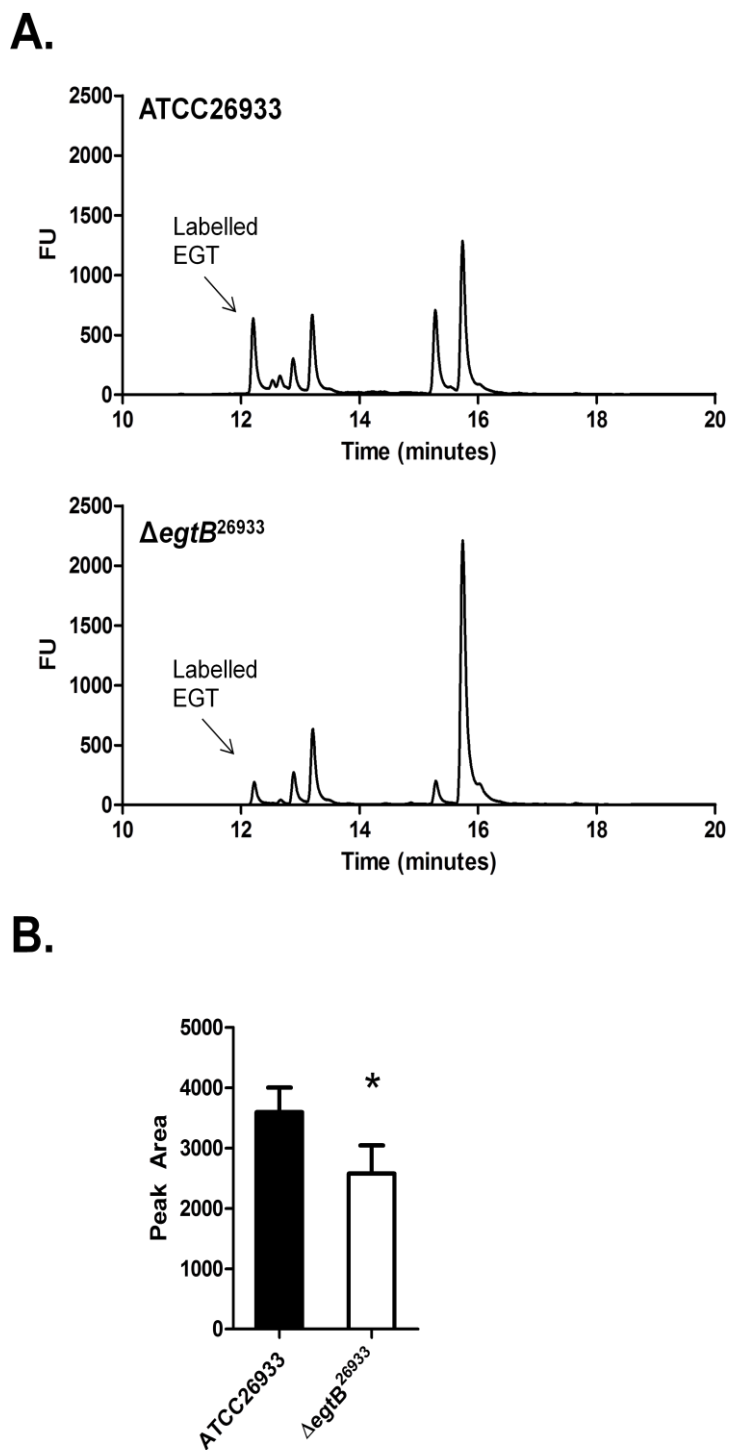 A.
ATCC26933
2500
2000
1500
1000
500
0
FU
Labelled
EGT
10 12 14 16 18 20
Time (minutes)
ΔegtB26933
2500
2000
1500
1000
500
0
FU
Labelled
EGT
10 12 14 16 18 20
Time (minutes)
B.
5000
4000
3000
2000
1000
0
Peak Area
*
ATCC26933
ΔegtB26933